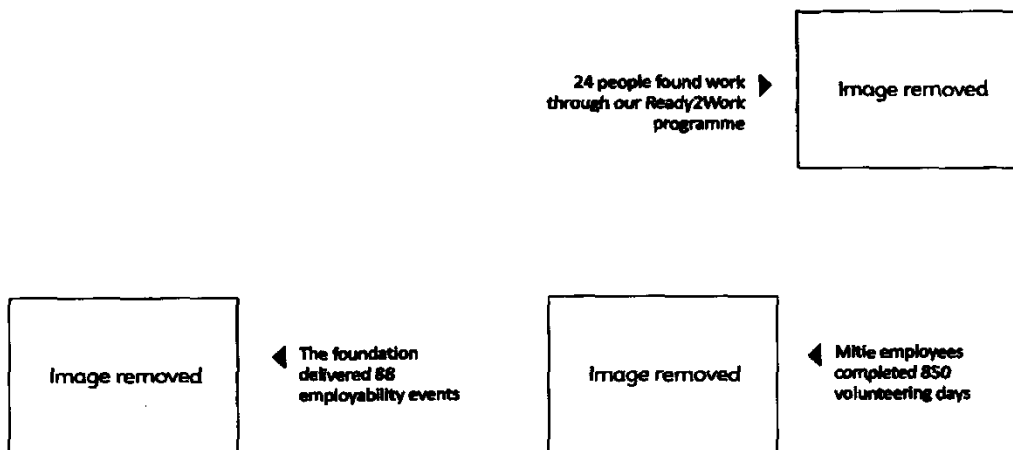 24 people found work
through our Ready2Work
programme
Image removed
Image removed
The foundation
delivered 88
employability events
Image removed
Mitie employees
completed 850
volunteering days